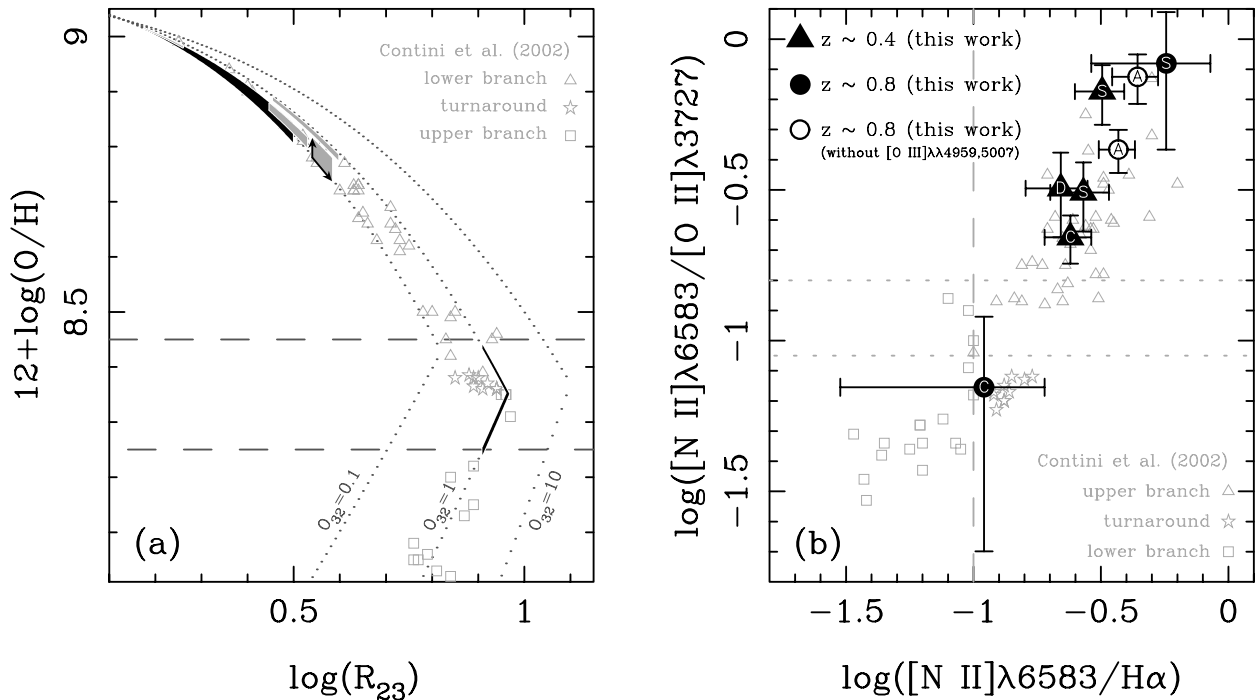 9
8.5
12+log(O/H)
Contini et al. (2002)
lower branch
turnaround
upper branch
O32=0.1
O32=1
O32=10
(a)
0.5
1
log(R23)
0
−0.5
−1
−1.5
log([N II]λ6583/[O II]λ3727)
z ~ 0.4 (this work)
z ~ 0.8 (this work)
z ~ 0.8 (this work)
(without [O III]λλ4959,5007)
S
A
S
A
D
S
C
C
Contini et al. (2002)
upper branch
turnaround
lower branch
(b)
−1.5
−1
−0.5
0
log([N II]λ6583/Hα)